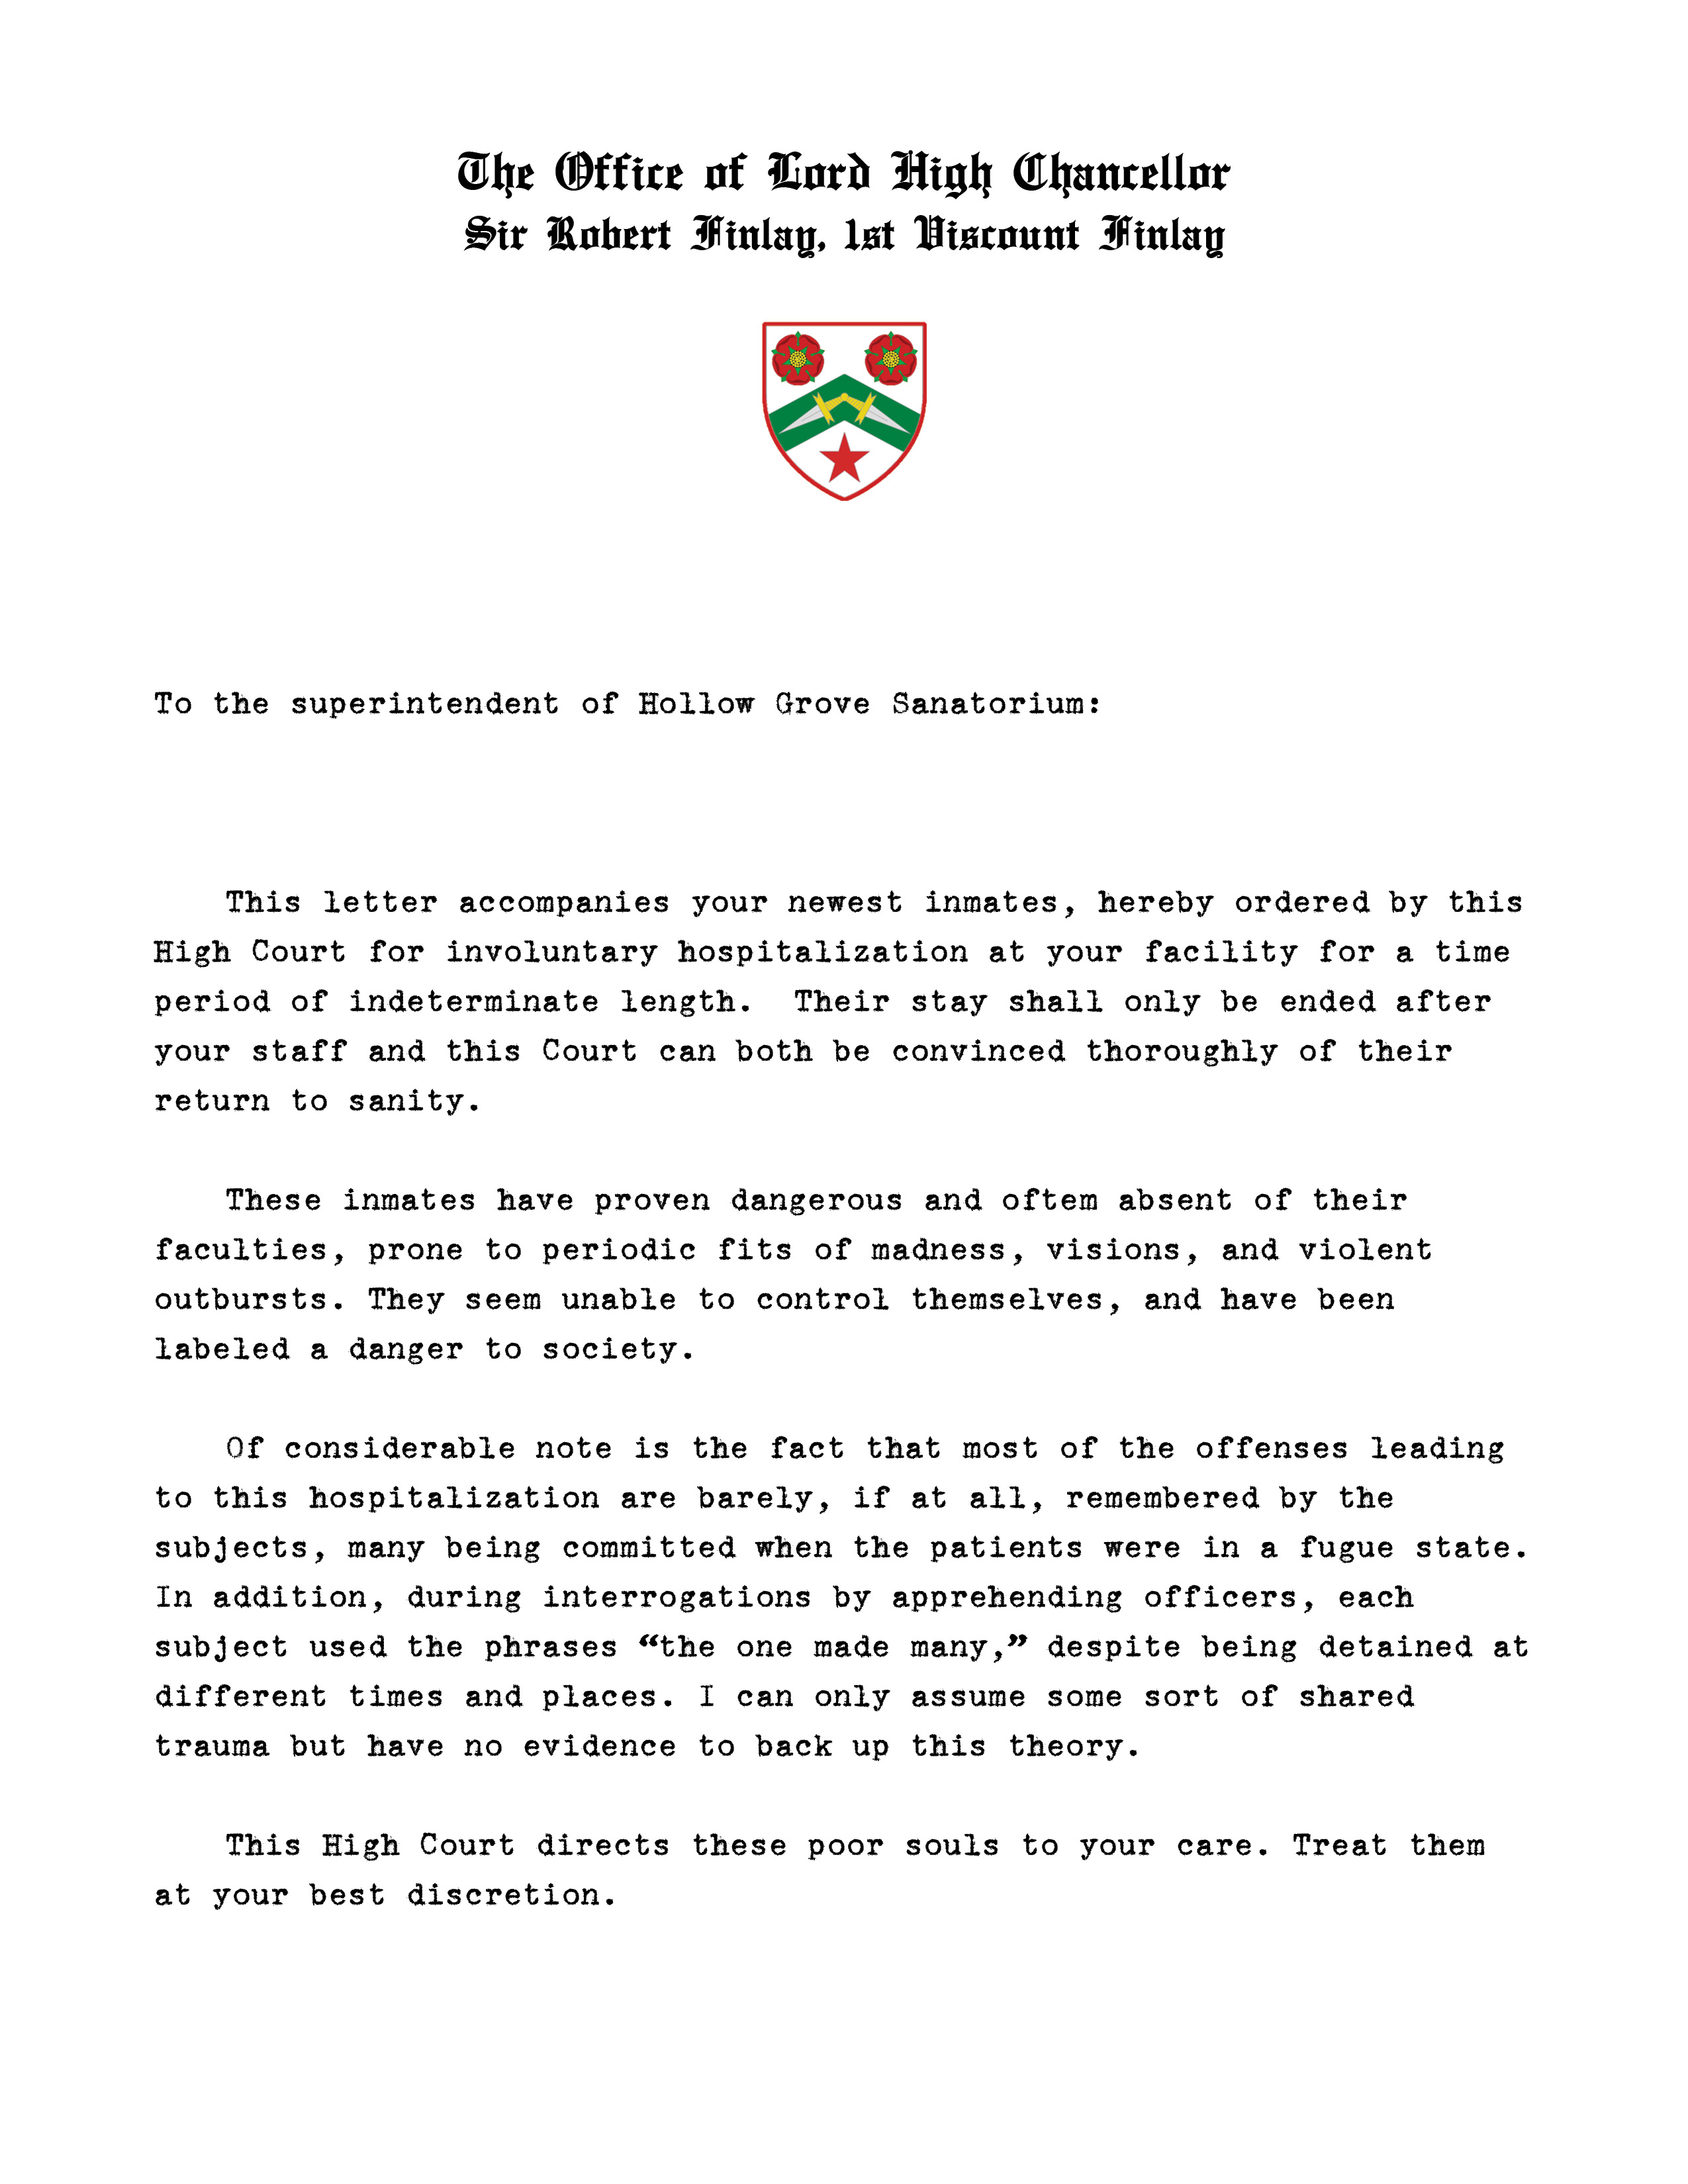 The Office of Lord High Chancellor
Sir Robert Finlay, 1st Viscount Finlay
To the superintendent of Hollow Grove Sanatorium:
This letter accompanies your newest inmates, hereby ordered by this
High Court for involuntary hospitalization at your facility for a time
period of indeterminate length.  Their stay shall only be ended after
your staff and this Court can both be convinced thoroughly of their
return to sanity.
These inmates have proven dangerous and oftem absent of their
faculties, prone to periodic fits of madness, visions, and violent
outbursts. They seem unable to control themselves, and have been
labeled a danger to society.
Of considerable note is the fact that most of the offenses leading
to this hospitalization are barely, if at all, remembered by the
subjects, many being committed when the patients were in a fugue state.
In addition, during interrogations by apprehending officers, each
subject used the phrases “the one made many,” despite being detained at
different times and places. I can only assume some sort of shared
trauma but have no evidence to back up this theory.
This High Court directs these poor souls to your care. Treat them
at your best discretion.